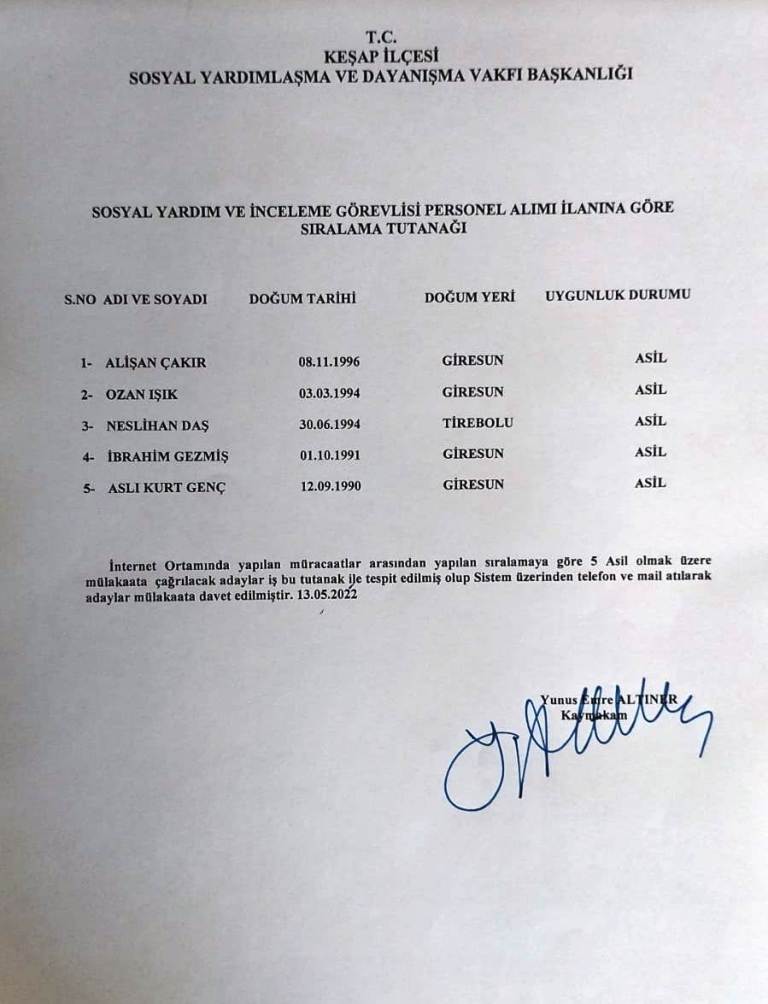 T.C.
KEŞAP İLÇESİ
SOSYAL YARDIMLAŞMA VE DAYANIŞMA VAKFI BAŞKANLIĞI
SOSYAL YARDIM VE İNCELEME GÖREVLİSİ PERSONEL ALIMI İLANINA GÖRE
SIRALAMA TUTANAĞI
S.NO ADI VE SOYADI DOĞUM TARİHİ DOĞUM YERİ UYGUNLUK DURUMU
1- ALİŞAN ÇAKIR 08.11.1996 GİRESUN ASİL
2- OZAN IŞIK 03.03.1994 GİRESUN ASİL
3- NESLİHAN DAŞ 30.06.1994 TİREBOLU ASİL
4- İBRAHİM GEZMİŞ 01.10.1991 GİRESUN ASİL
5- ASLI KURT GENÇ 12.09.1990 GİRESUN ASİL
İnternet Ortamında yapılan müracaatlar arasından yapılan sıralamaya göre 5 Asil olmak üzere
mülakaata çağrılacak adaylar iş bu tutanak ile tespit edilmiş olup Sistem üzerinden telefon ve mail atılarak
adaylar mülakaata davet edilmiştir. 13.05.2022
Yunus Emre ALTINER
Kaymakam